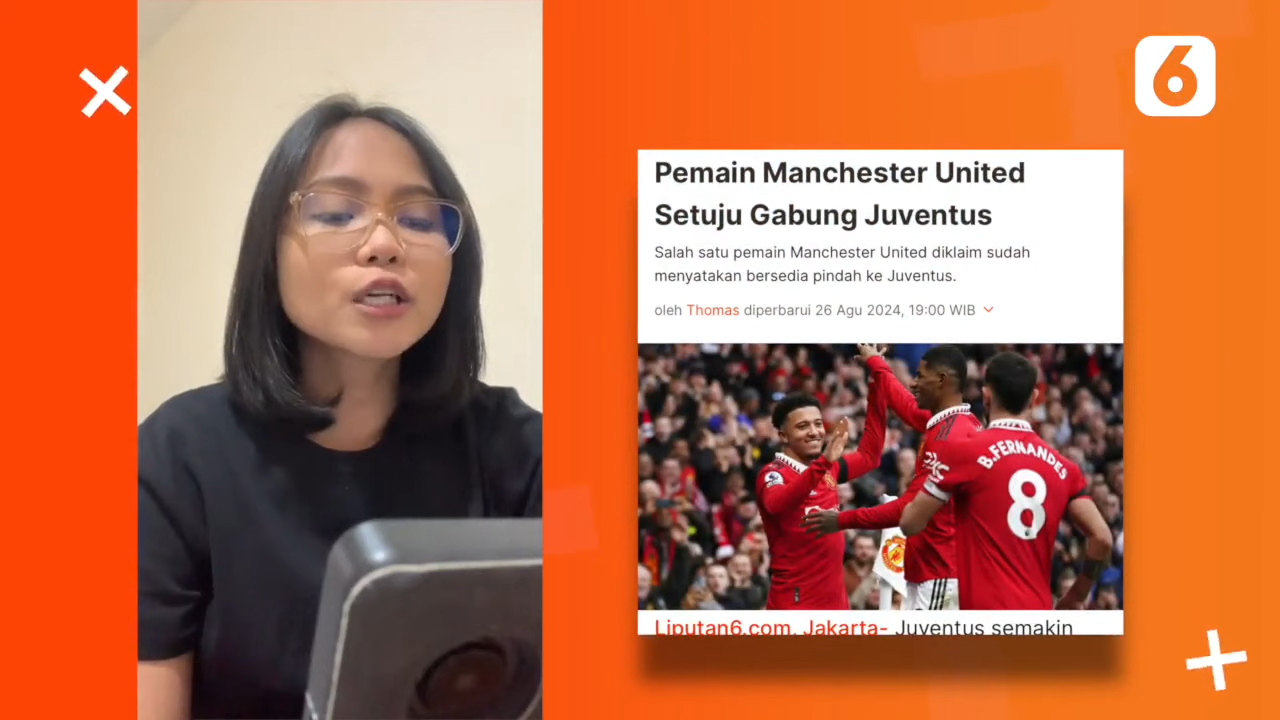 6
Pemain Manchester United
Setuju Gabung Juventus
Salah satu pemain Manchester United diklaim sudah
menyatakan bersedia pindah ke Juventus.
oleh Thomas diperbarui 26 Agu 2024, 19:00 WIB
B.FERNANDES
8
Liputan6.com, Jakarta- Juventus semakin